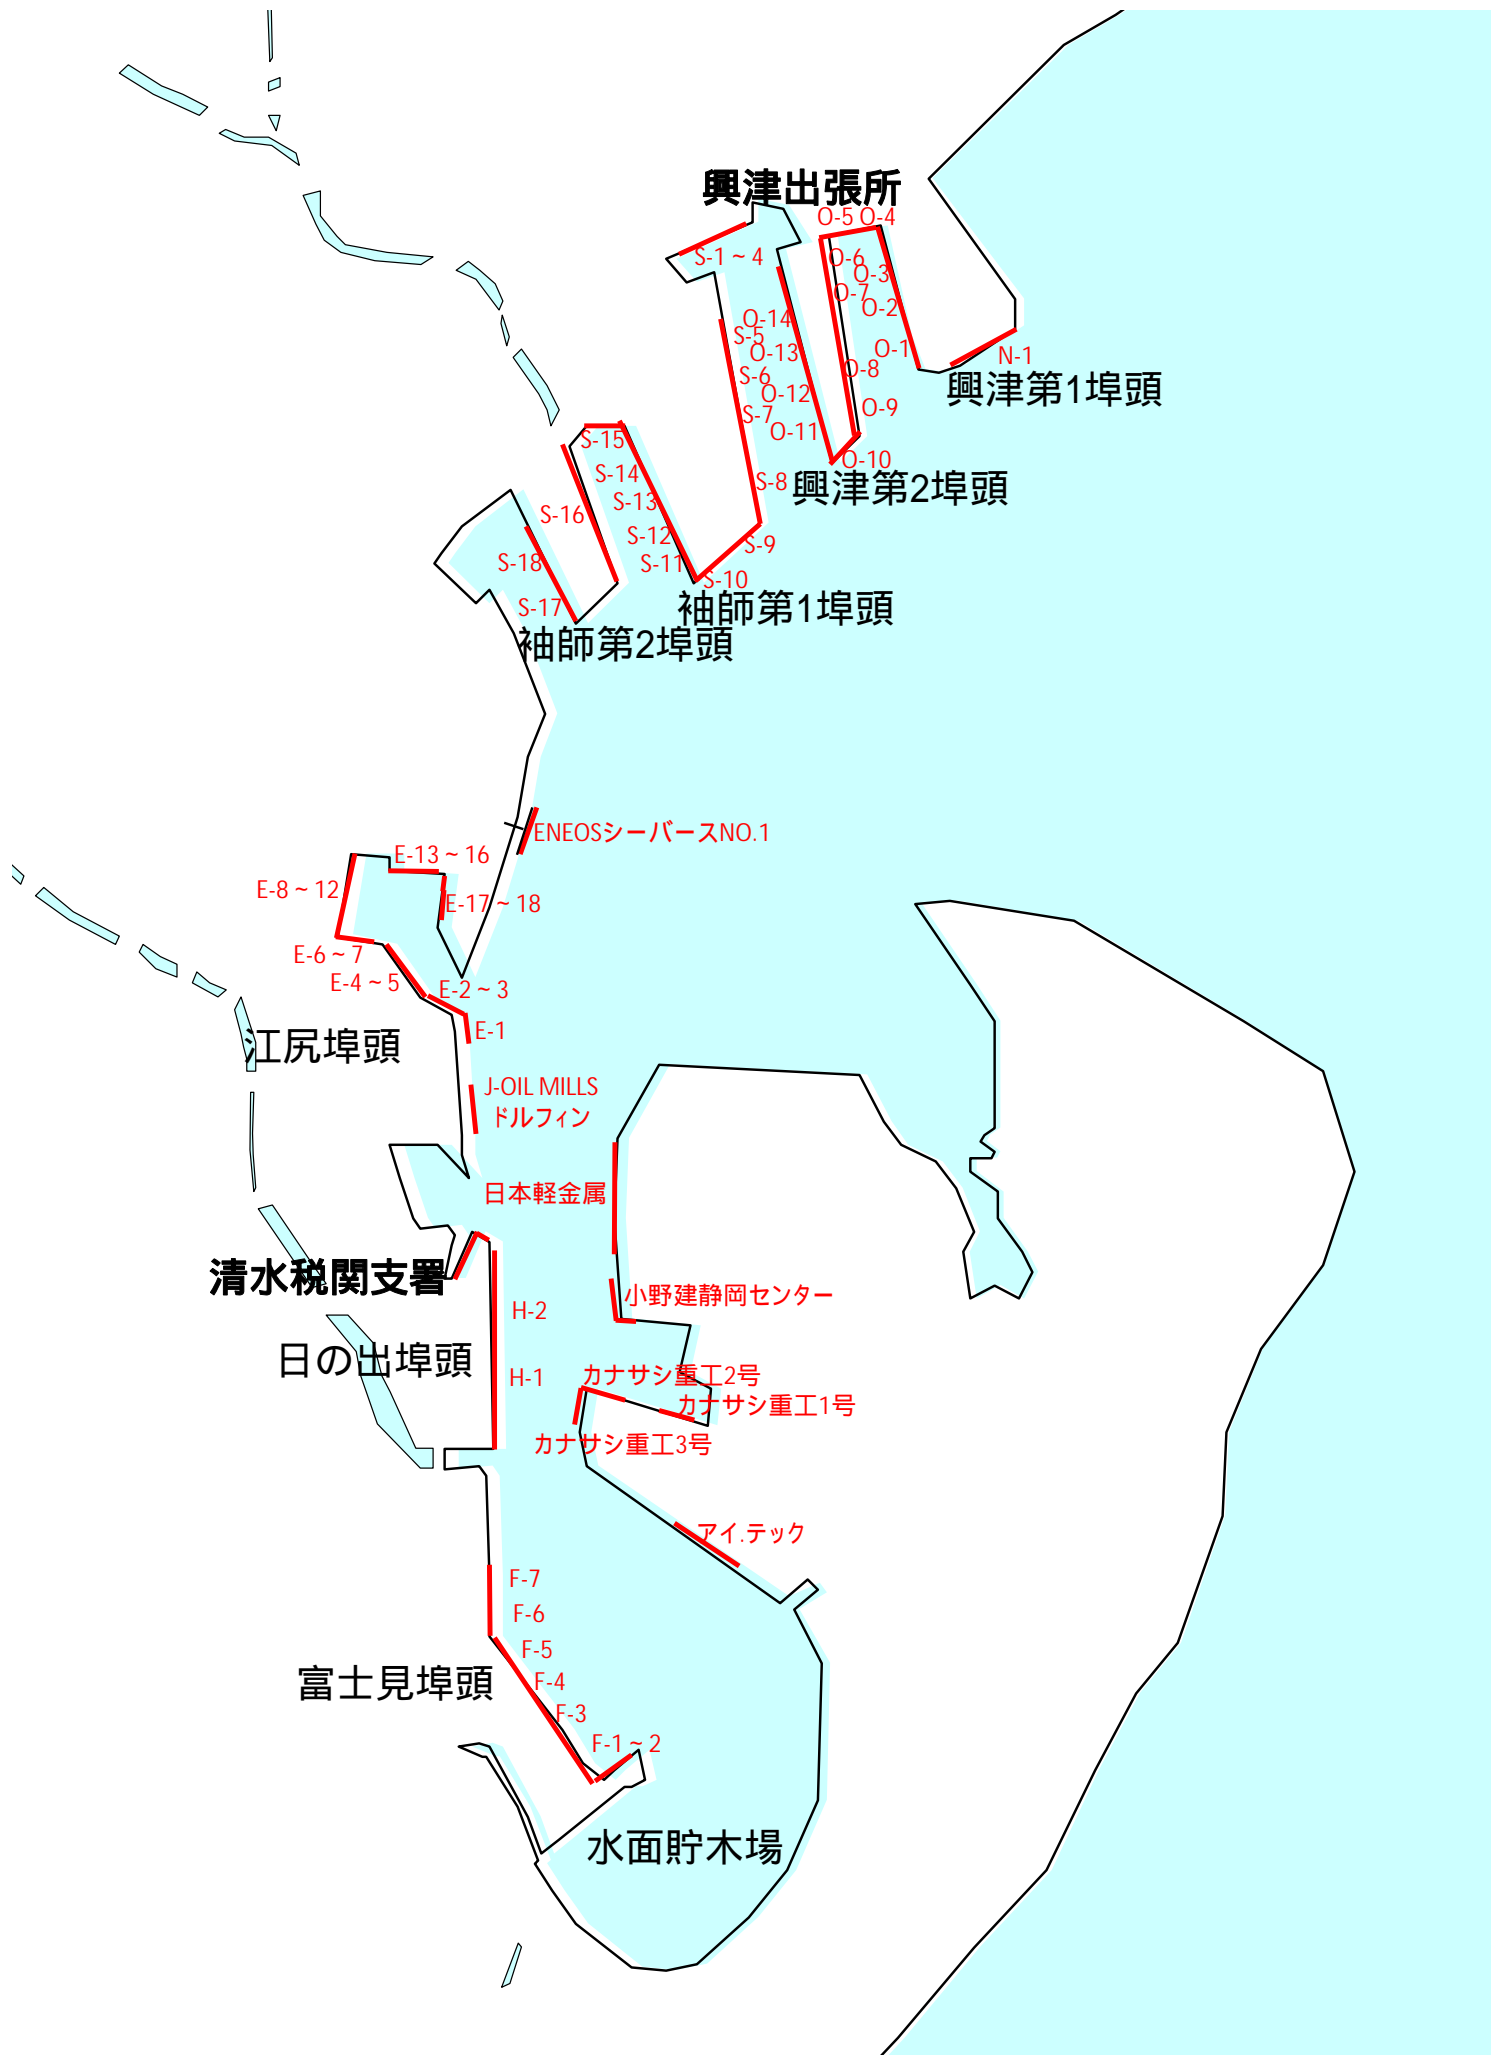 興津出張所
O-5
O-4
S-1～4
O-6
O-3
O-7
O-2
O-14
S-5
O-13
O-1
N-1
S-6
O-8
興津第1埠頭
O-12
S-7
O-9
O-11
S-15
O-10
S-14
S-8
興津第2埠頭
S-13
S-16
S-12
S-9
S-18
S-11
S-10
S-17
袖師第1埠頭
袖師第2埠頭
ENEOSシーバースNO.1
E-13～16
E-8～12
E-17～18
E-6～7
E-4～5
E-2～3
E-1
江尻埠頭
J-OIL MILLS
ドルフィン
日本軽金属
清水税関支署
小野建静岡センター
H-2
日の出埠頭
H-1
カナサシ重工2号
カナサシ重工1号
カナサシ重工3号
アイ.テック
F-7
F-6
F-5
富士見埠頭
F-4
F-3
F-1～2
水面貯木場